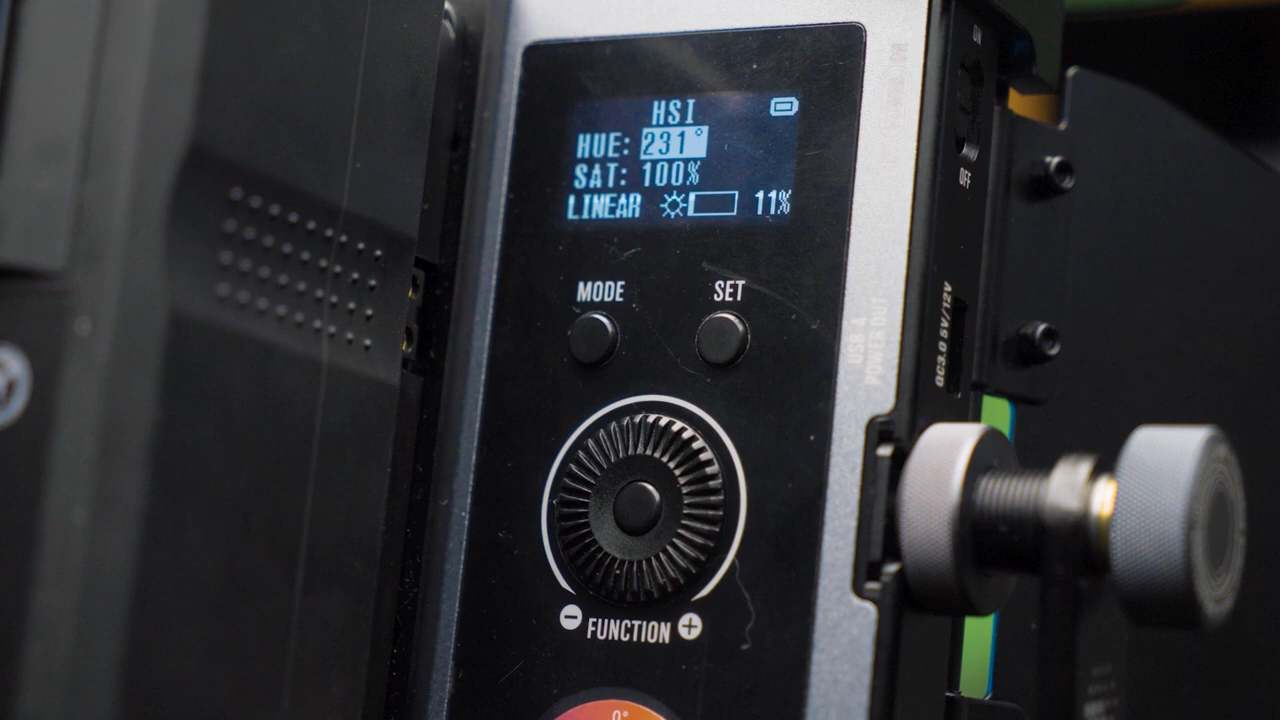 HSI
HUE: 231°
SAT: 100%
LINEAR 11%
MODE SET
FUNCTION
0°
ON
OFF
QC3.0 5V/12V
USB A
POWER OUT